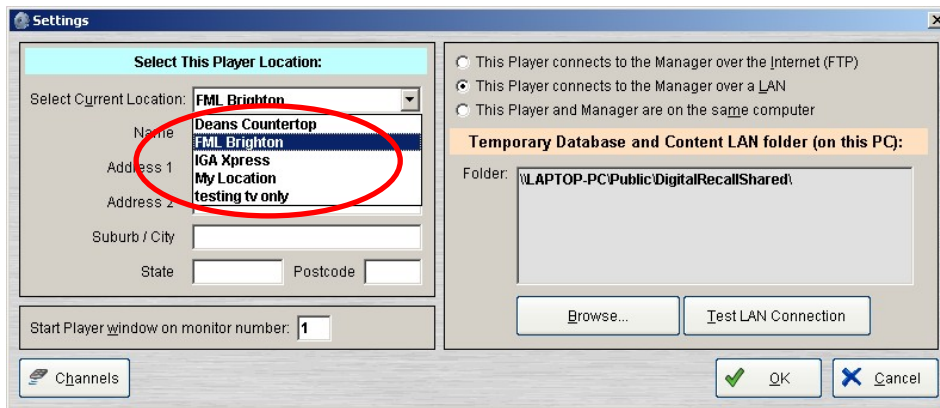 Settings
Select This Player Location:
Select Current Location: FML Brighton
Deans Countertop
FML Brighton
IGA Xpress
My Location
testing tv only
Name
Address 1
Address 2
Suburb / City
State
Postcode
Start Player window on monitor number: 1
Channels
This Player connects to the Manager over the Internet (FTP)
This Player connects to the Manager over a LAN
This Player and Manager are on the same computer
Temporary Database and Content LAN folder (on this PC):
Folder: \\LAPTOP-PC\Public\DigitalRecallShared\
Browse...
Test LAN Connection
OK
Cancel